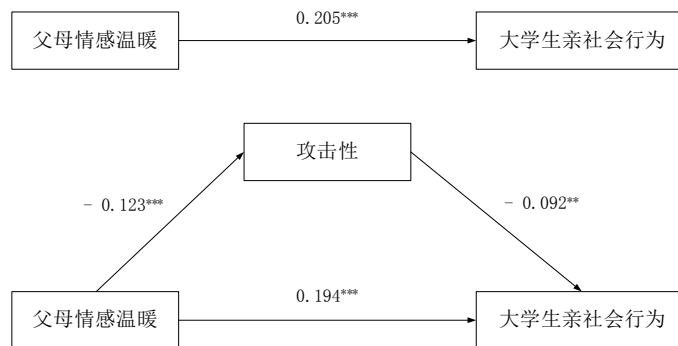 0.205***
父母情感温暖
大学生亲社会行为
攻击性
- 0.123***
- 0.092**
0.194***
父母情感温暖
大学生亲社会行为